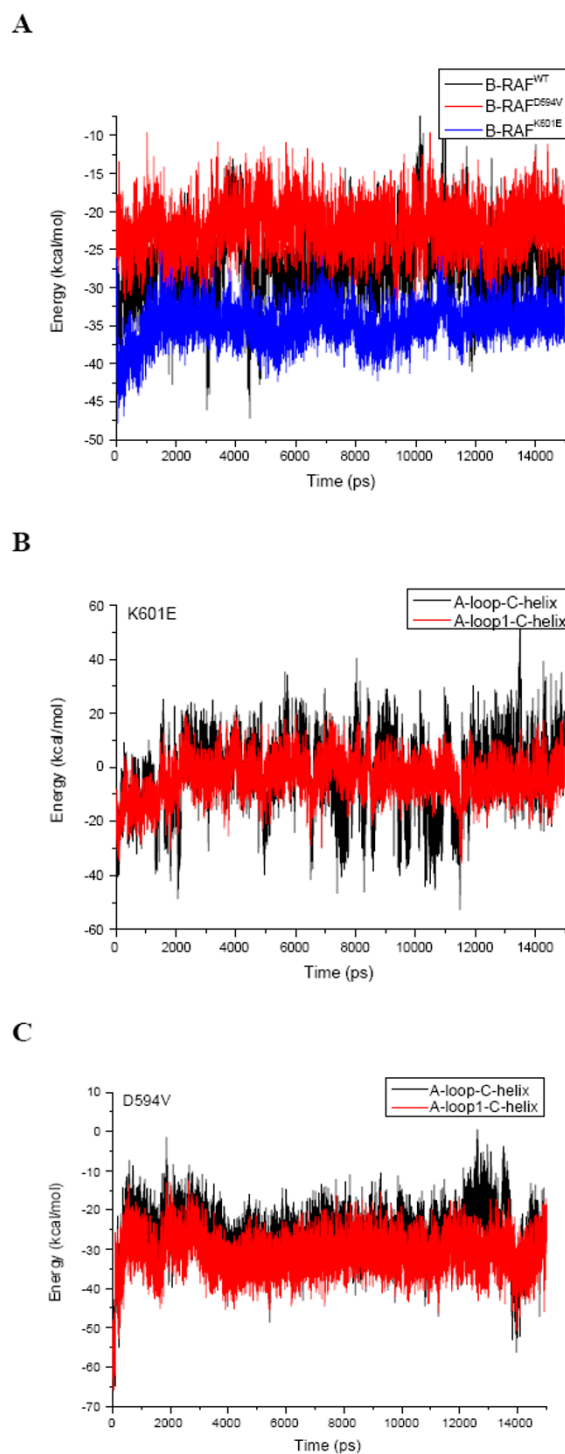 A
B-RAF^WT
B-RAF^D594V
B-RAF^K601E
-10
-15
-20
-25
-30
-35
-40
-45
-50
Energy (kcal/mol)
0 2000 4000 6000 8000 10000 12000 14000
Time (ps)
B
K601E
A-loop-C-helix
A-loop1-C-helix
60
40
20
0
-20
-40
-60
Energy (kcal/mol)
0 2000 4000 6000 8000 10000 12000 14000
Time (ps)
C
D594V
A-loop-C-helix
A-loop1-C-helix
10
0
-10
-20
-30
-40
-50
-60
-70
Energy (kcal/mol)
0 2000 4000 6000 8000 10000 12000 14000
Time (ps)